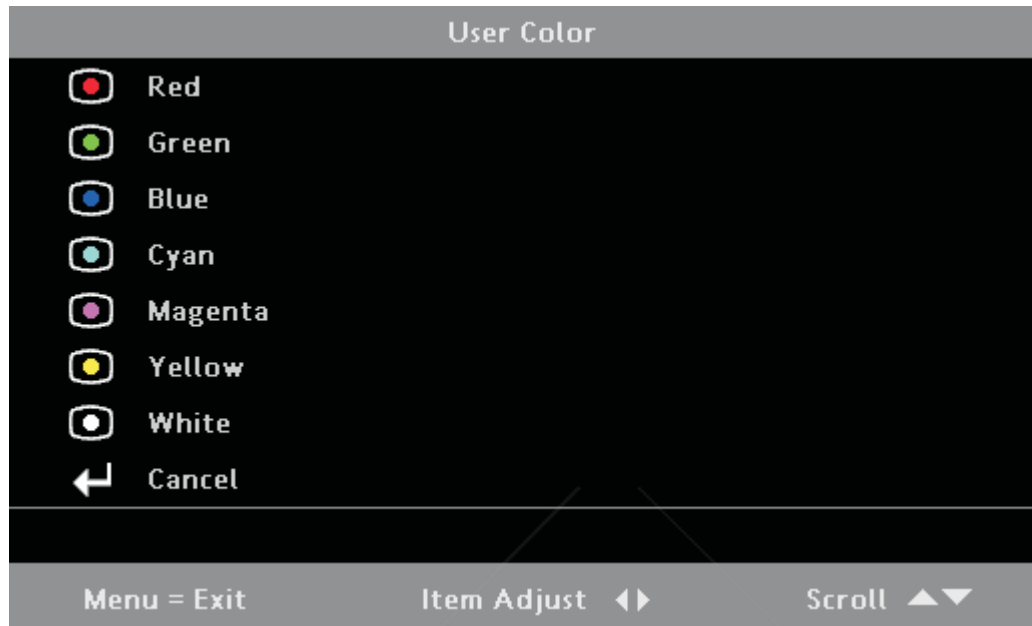 User Color
Red
Green
Blue
Cyan
Magenta
Yellow
White
Cancel
Menu = Exit Item Adjust Scroll